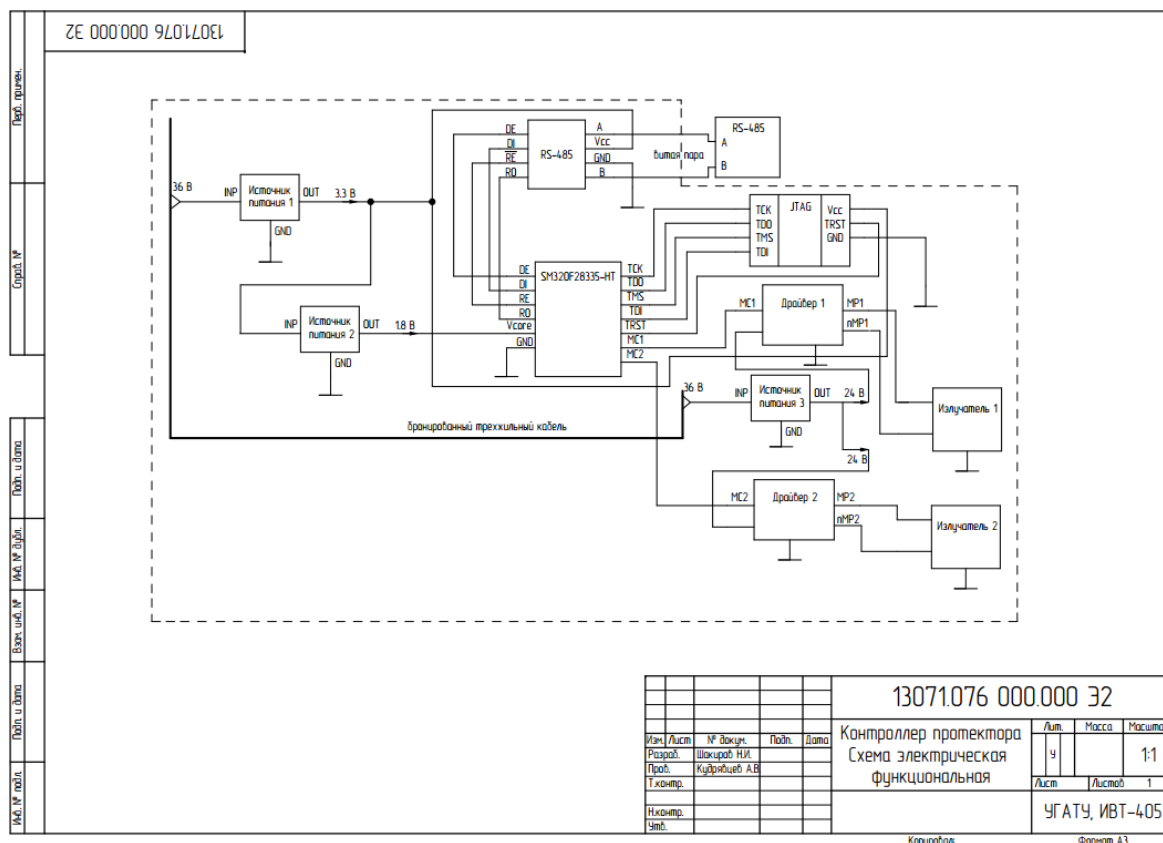 13071.076 000.000 Э2
Перв. примен.
Справ. №
Подп. и дата
Инв. № дубл.
Взам. инв. №
Подп. и дата
Инв. № подл.
36 В
INP
Источник
питания 1
OUT
3.3 В
GND
INP
Источник
питания 2
OUT
1.8 В
GND
DE
DI
RE
RO
RS-485
A
Vcc
GND
B
витая пара
RS-485
A
B
DE
DI
RE
RO
Vcore
GND
SM320F28335-HT
TCK
TDO
TMS
TDI
TRST
MC1
MC2
TCK
TDO
TMS
TDI
JTAG
Vcc
TRST
GND
MC1
Драйвер 1
MP1
nMP1
36 В
INP
Источник
питания 3
OUT
24 В
GND
24 В
Излучатель 1
бронированный трехжильный кабель
MC2
Драйвер 2
MP2
nMP2
Излучатель 2
13071.076 000.000 Э2
Изм. Лист № докум. Подп. Дата
Разраб. Шакиров Н.И.
Пров. Кудрявцев А.В
Т.контр.
Н.контр.
Утв.
Контроллер протектора
Схема электрическая
функциональная
Лит. Масса Масшта
у 1:1
Лист Листов 1
УГАТУ, ИВТ-405
Копировал
Формат А3